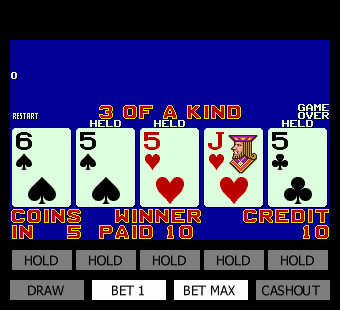 0
RESTART
3 OF A KIND
GAME OVER
HELD HELD HELD
6 5 5 J 5
COINS WINNER CREDIT
IN 5 PAID 10 10
HOLD HOLD HOLD HOLD HOLD
DRAW BET 1 BET MAX CASHOUT